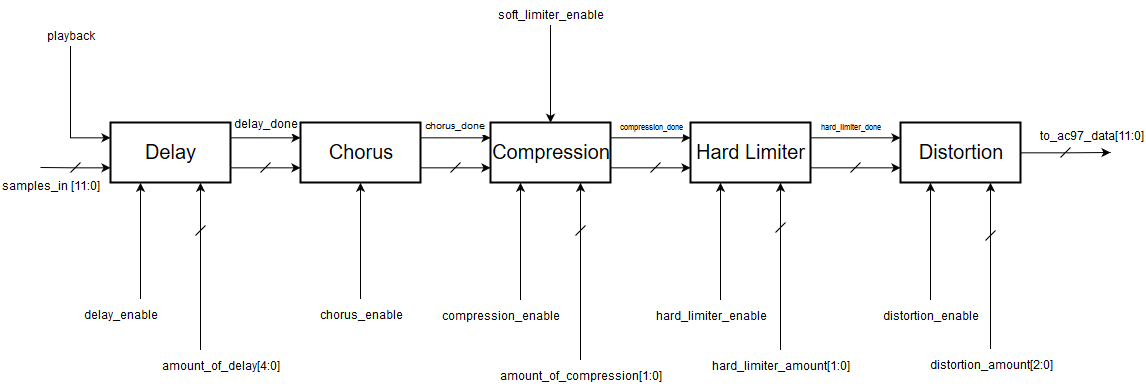 soft_limiter_enable
playback
delay_done
chorus_done
compression_done
hard_limiter_done
to_ac97_data[11:0]
Delay
Chorus
Compression
Hard Limiter
Distortion
samples_in [11:0]
delay_enable
chorus_enable
compression_enable
hard_limiter_enable
distortion_enable
amount_of_delay[4:0]
amount_of_compression[1:0]
hard_limiter_amount[1:0]
distortion_amount[2:0]